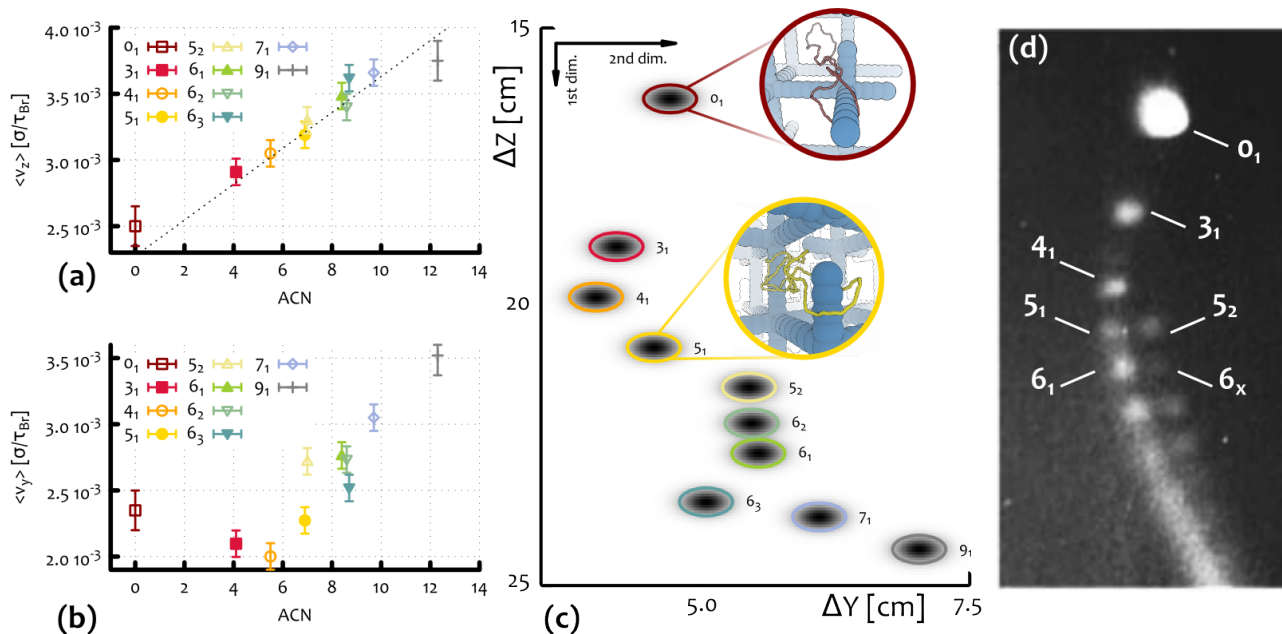 (a)
<v_z> [σ/τ_Br]
4.0 10⁻³
3.5 10⁻³
3.0 10⁻³
2.5 10⁻³
0₁ 5₂ 7₁
3₁ 6₁ 9₁
4₁ 6₂
5₁ 6₃
0 2 4 6 8 10 12 14
ACN
(b)
<v_y> [σ/τ_Br]
3.5 10⁻³
3.0 10⁻³
2.5 10⁻³
2.0 10⁻³
0₁ 5₂ 7₁
3₁ 6₁ 9₁
4₁ 6₂
5₁ 6₃
0 2 4 6 8 10 12 14
ACN
(c)
ΔZ [cm]
15
20
25
2nd dim.
1st dim.
0₁
3₁
4₁
5₁
5₂
6₂
6₁
6₃
7₁
9₁
5.0 ΔY [cm] 7.5
(d)
0₁
3₁
4₁
5₁ 5₂
6₁ 6ₓ